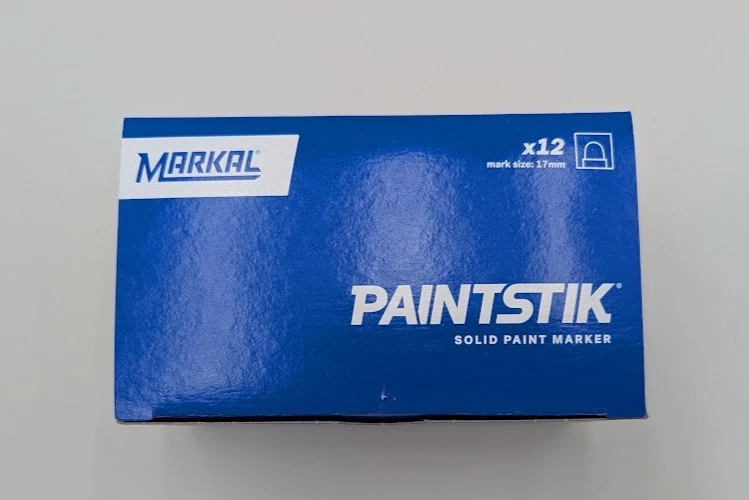 MARKAL®
x12
mark size: 17mm
PAINTSTIK®
SOLID PAINT MARKER